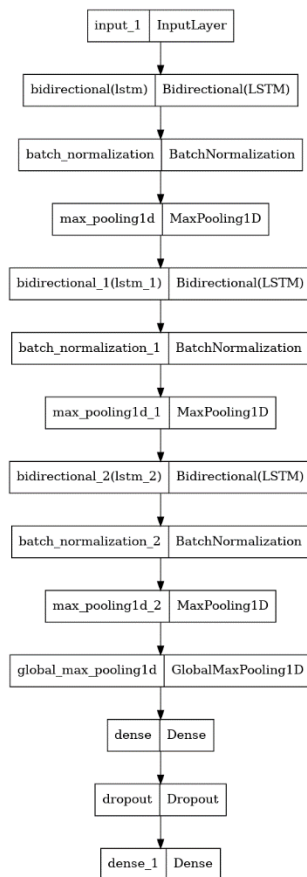 input_1 InputLayer
bidirectional(lstm) Bidirectional(LSTM)
batch_normalization BatchNormalization
max_pooling1d MaxPooling1D
bidirectional_1(lstm_1) Bidirectional(LSTM)
batch_normalization_1 BatchNormalization
max_pooling1d_1 MaxPooling1D
bidirectional_2(lstm_2) Bidirectional(LSTM)
batch_normalization_2 BatchNormalization
max_pooling1d_2 MaxPooling1D
global_max_pooling1d GlobalMaxPooling1D
dense Dense
dropout Dropout
dense_1 Dense